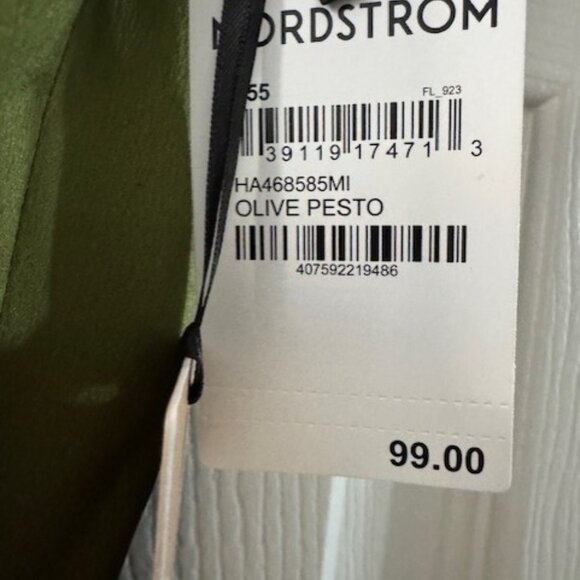 NORDSTROM
55
FL_923
39119 17471 3
HA468585MI
OLIVE PESTO
407592219486
99.00